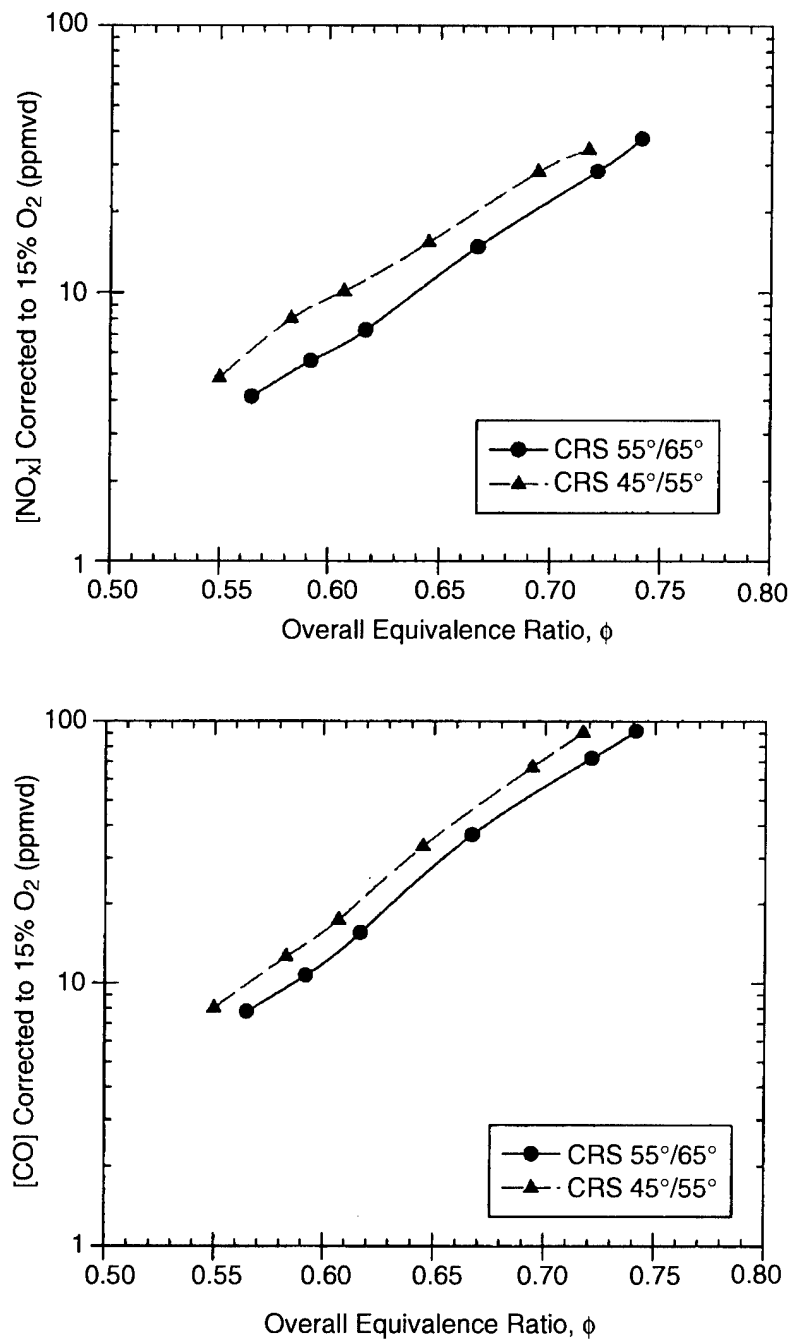 100
[NOx] Corrected to 15% O2 (ppmvd)
10
CRS 55°/65°
CRS 45°/55°
1
0.50 0.55 0.60 0.65 0.70 0.75 0.80
Overall Equivalence Ratio, ϕ
100
[CO] Corrected to 15% O2 (ppmvd)
10
CRS 55°/65°
CRS 45°/55°
1
0.50 0.55 0.60 0.65 0.70 0.75 0.80
Overall Equivalence Ratio, ϕ